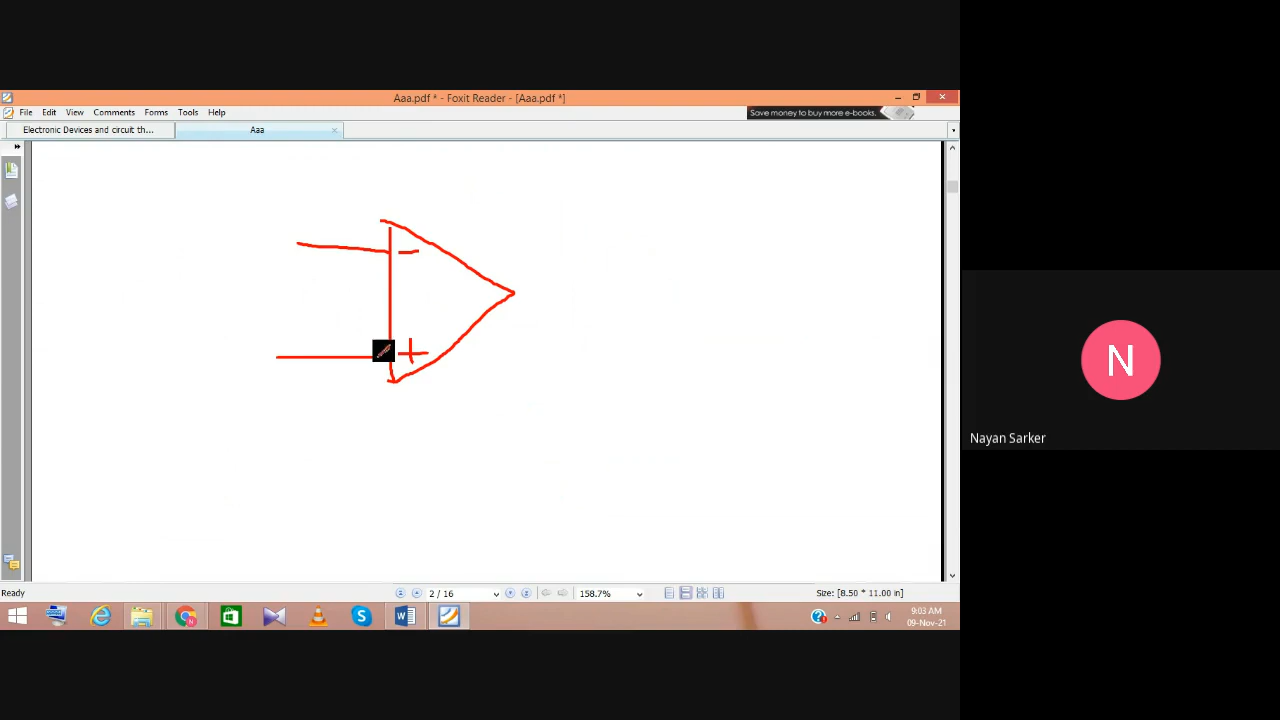 Aaa.pdf * - Foxit Reader - [Aaa.pdf *]
File Edit View Comments Forms Tools Help
Save money to buy more e-books.
Electronic Devices and circuit th...
Aaa
-
+
N
Nayan Sarker
Ready
2 / 16
158.7%
Size: [8.50 * 11.00 in]
9:03 AM
09-Nov-21